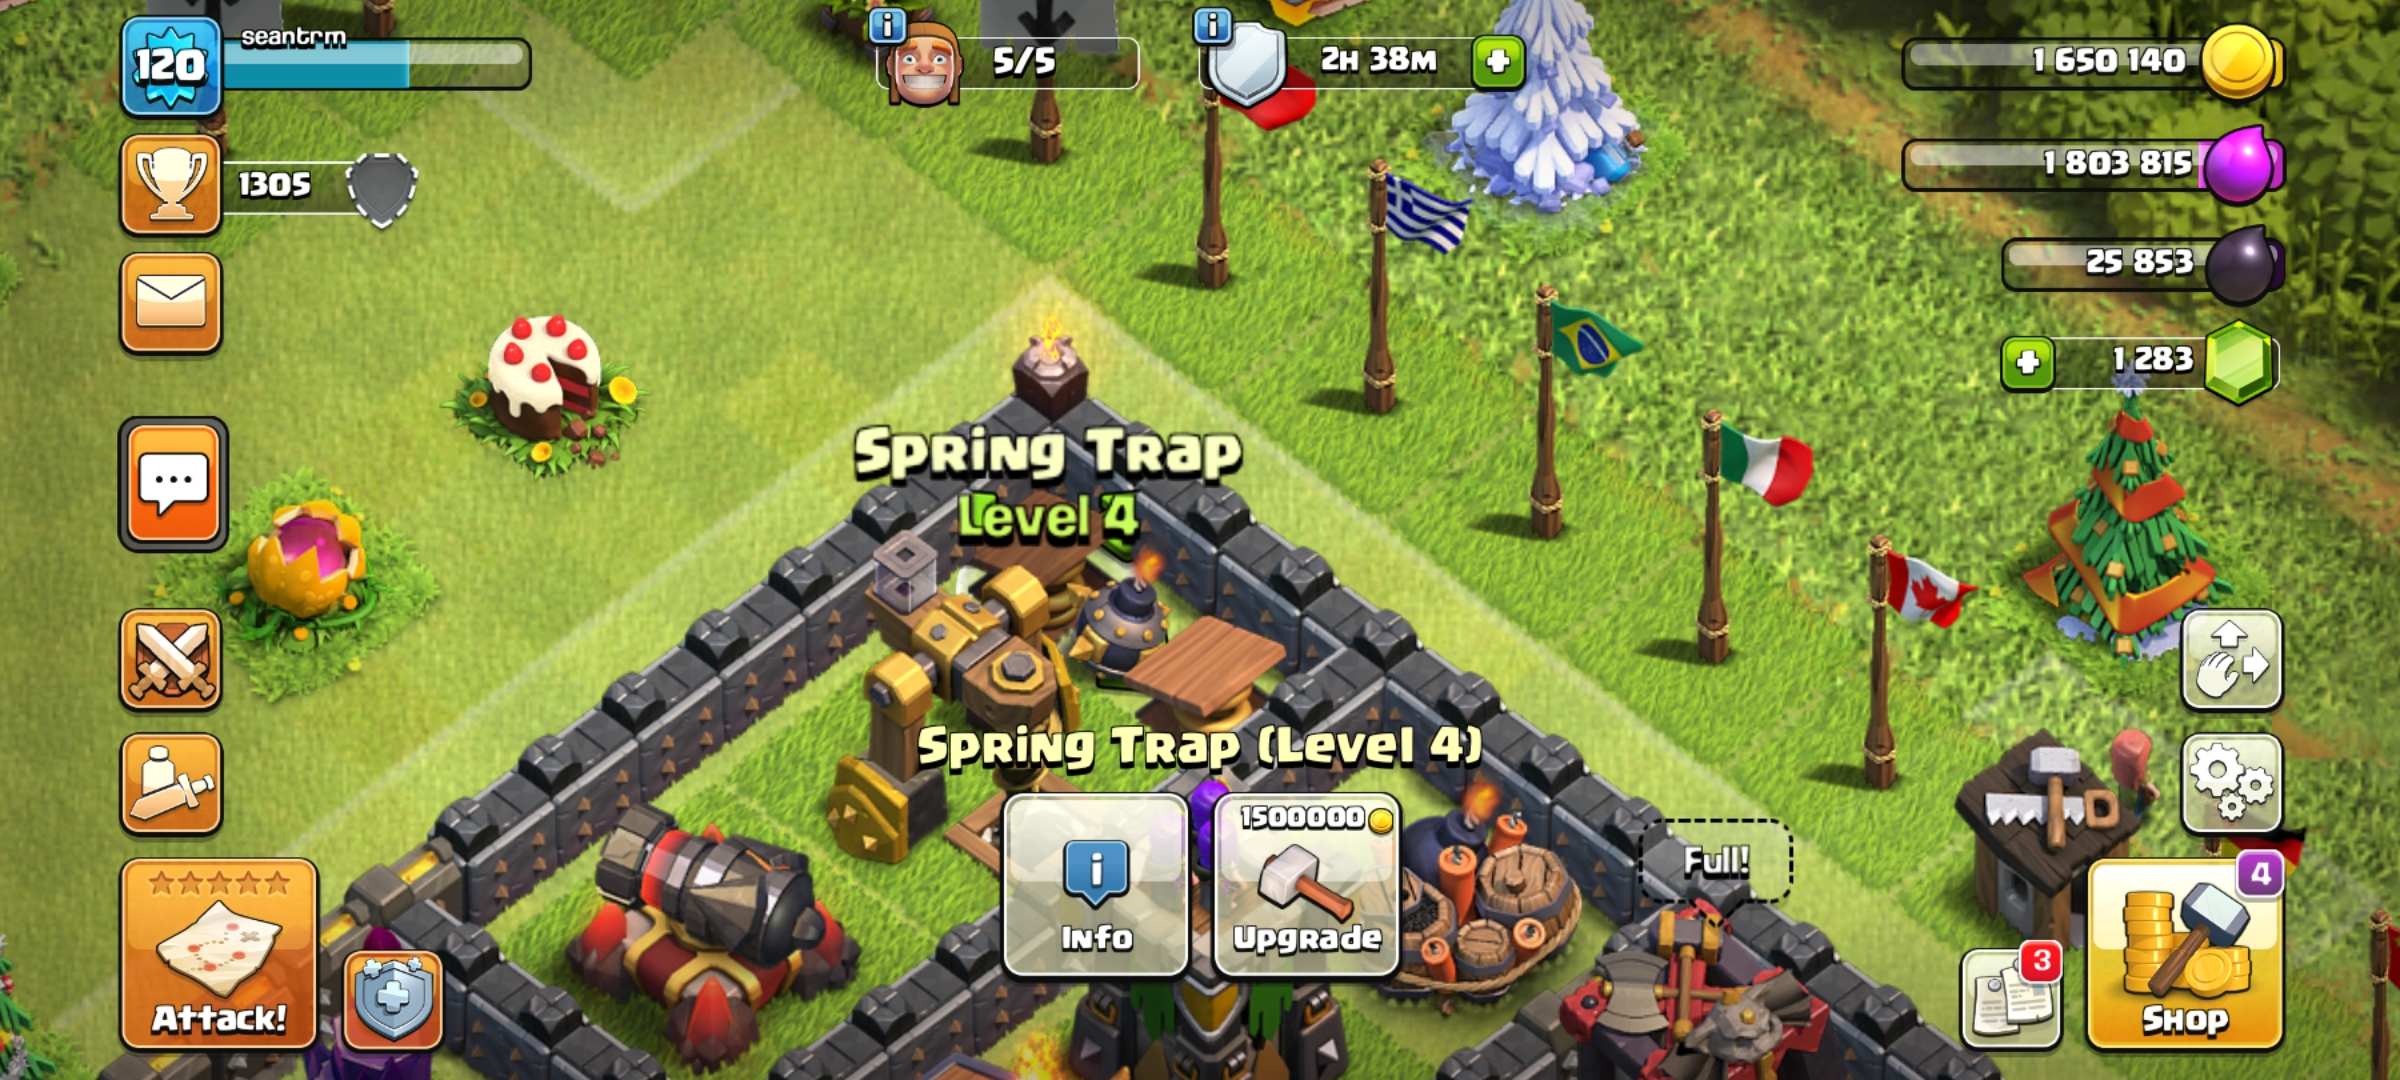 120
seantrm
5/5
2h 38m
1 650 140
1305
1 803 815
25 853
1 283
Spring Trap
Level 4
Spring Trap (Level 4)
1500000
Info
Upgrade
Full!
4
3
Attack!
Shop